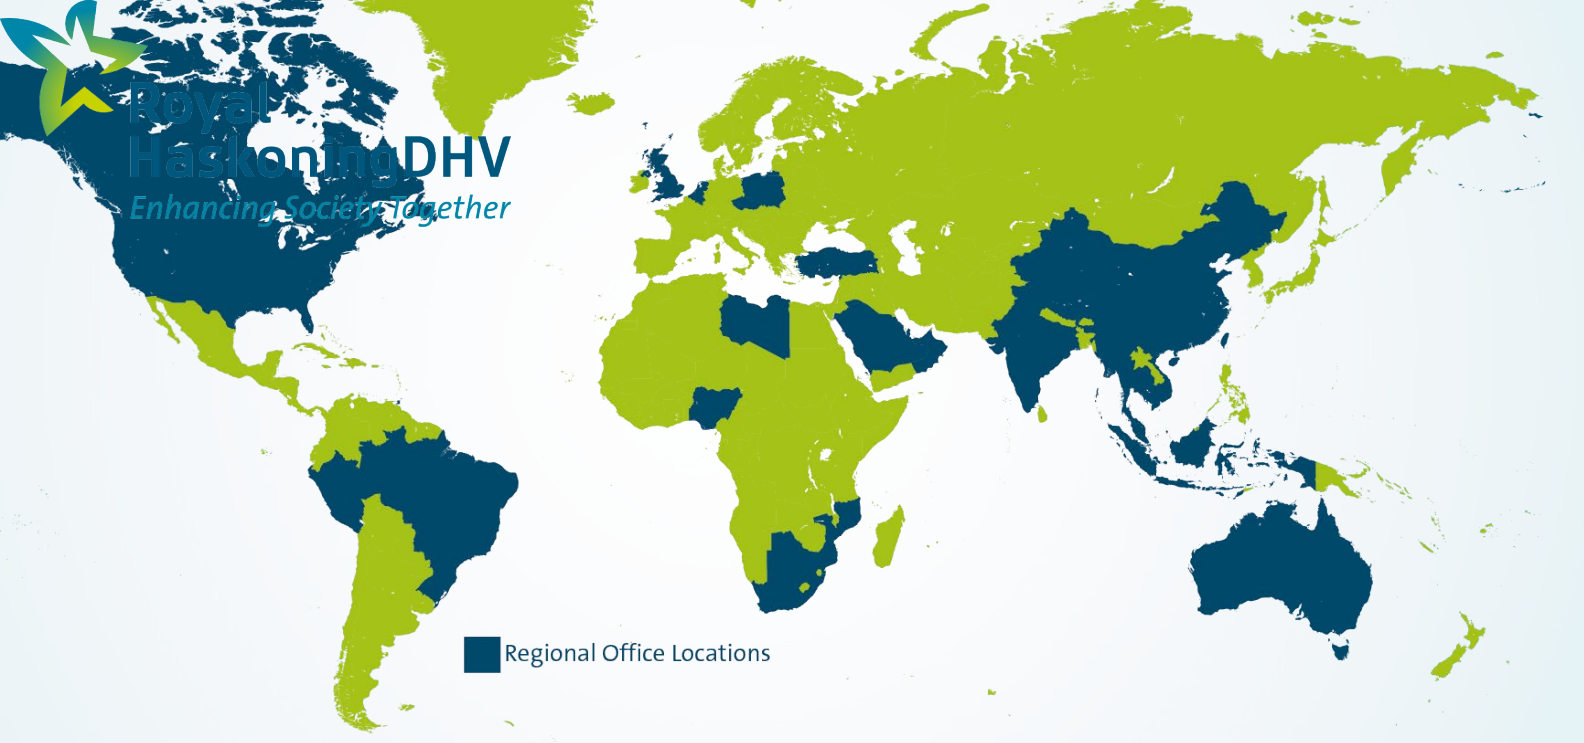 Royal
HaskoningDHV
Enhancing Society Together
Regional Office Locations